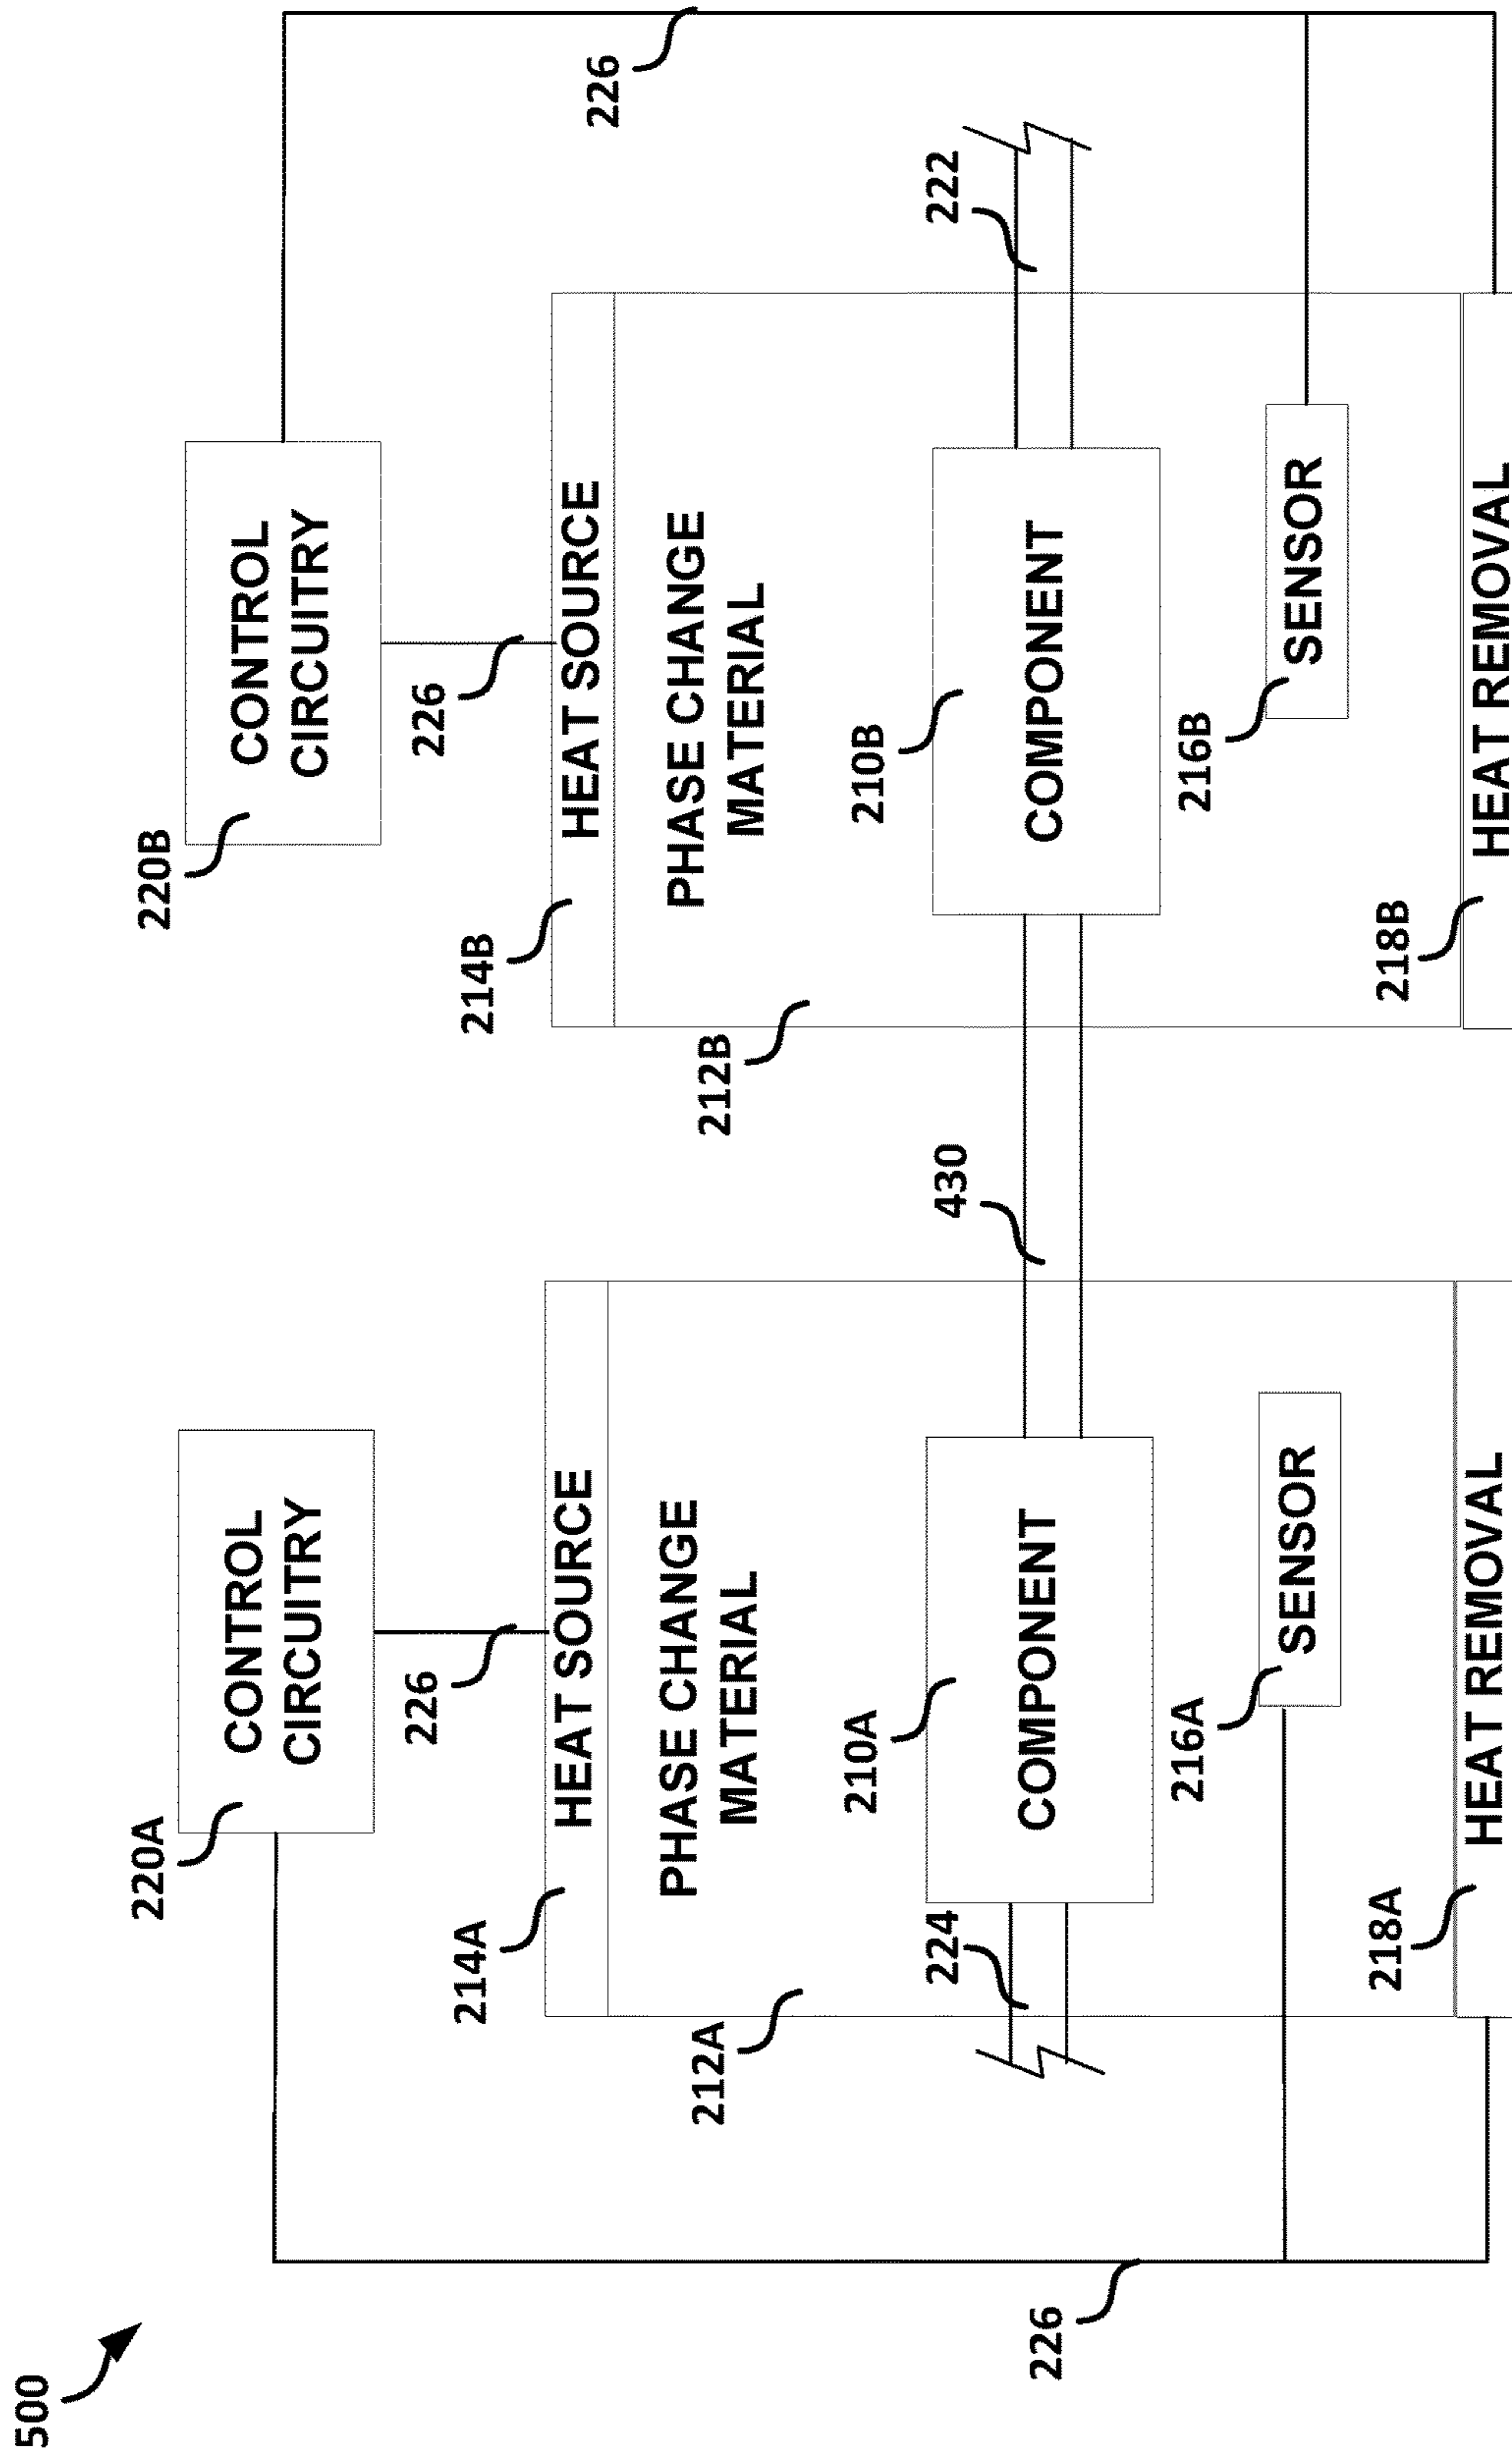 500
220A
CONTROL
CIRCUITRY
226
214A
HEAT SOURCE
212A
PHASE CHANGE
MATERIAL
210A
COMPONENT
224
216A
SENSOR
218A
HEAT REMOVAL
226
430
220B
CONTROL
CIRCUITRY
226
214B
HEAT SOURCE
212B
PHASE CHANGE
MATERIAL
210B
COMPONENT
222
216B
SENSOR
218B
HEAT REMOVAL
226